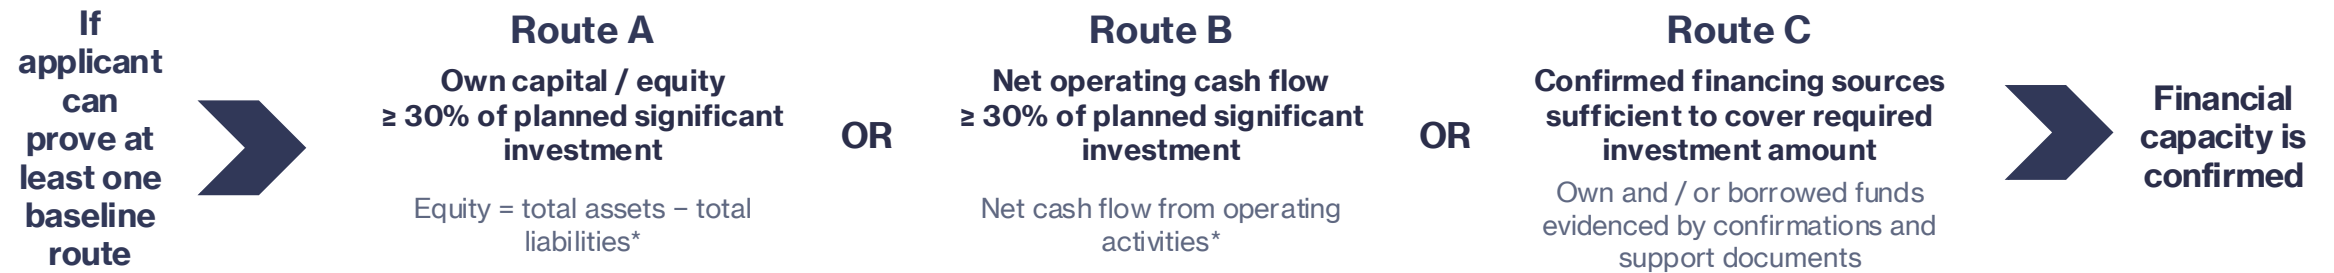 If
applicant
can
prove at
least one
baseline
route
Route A
Own capital / equity
≥ 30% of planned significant
investment
Equity = total assets − total
liabilities*
OR
Route B
Net operating cash flow
≥ 30% of planned significant
investment
Net cash flow from operating
activities*
OR
Route C
Confirmed financing sources
sufficient to cover required
investment amount
Own and / or borrowed funds
evidenced by confirmations and
support documents
Financial
capacity is
confirmed